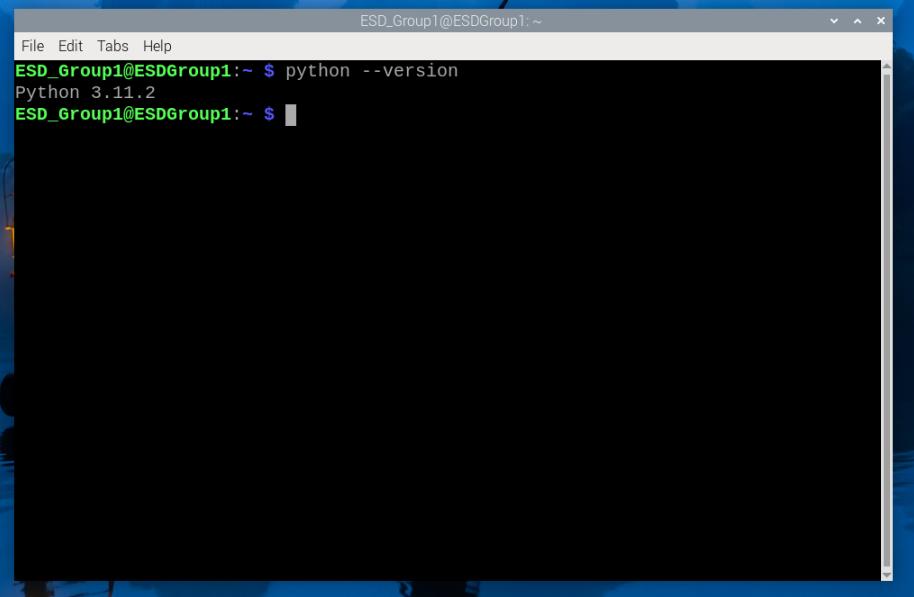 ESD_Group1@ESDGroup1: ~
File Edit Tabs Help
ESD_Group1@ESDGroup1:~ $ python --version
Python 3.11.2
ESD_Group1@ESDGroup1:~ $